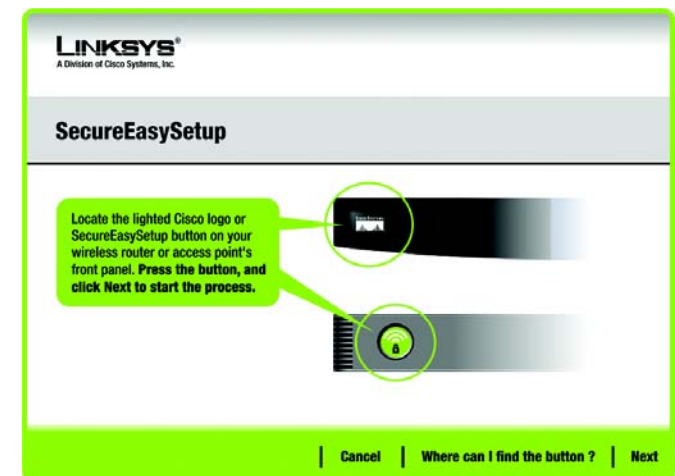 LINKSYS®
A Division of Cisco Systems, Inc.
SecureEasySetup
Locate the lighted Cisco logo or
SecureEasySetup button on your
wireless router or access point's
front panel. Press the button, and
click Next to start the process.
Cancel | Where can I find the button ? | Next